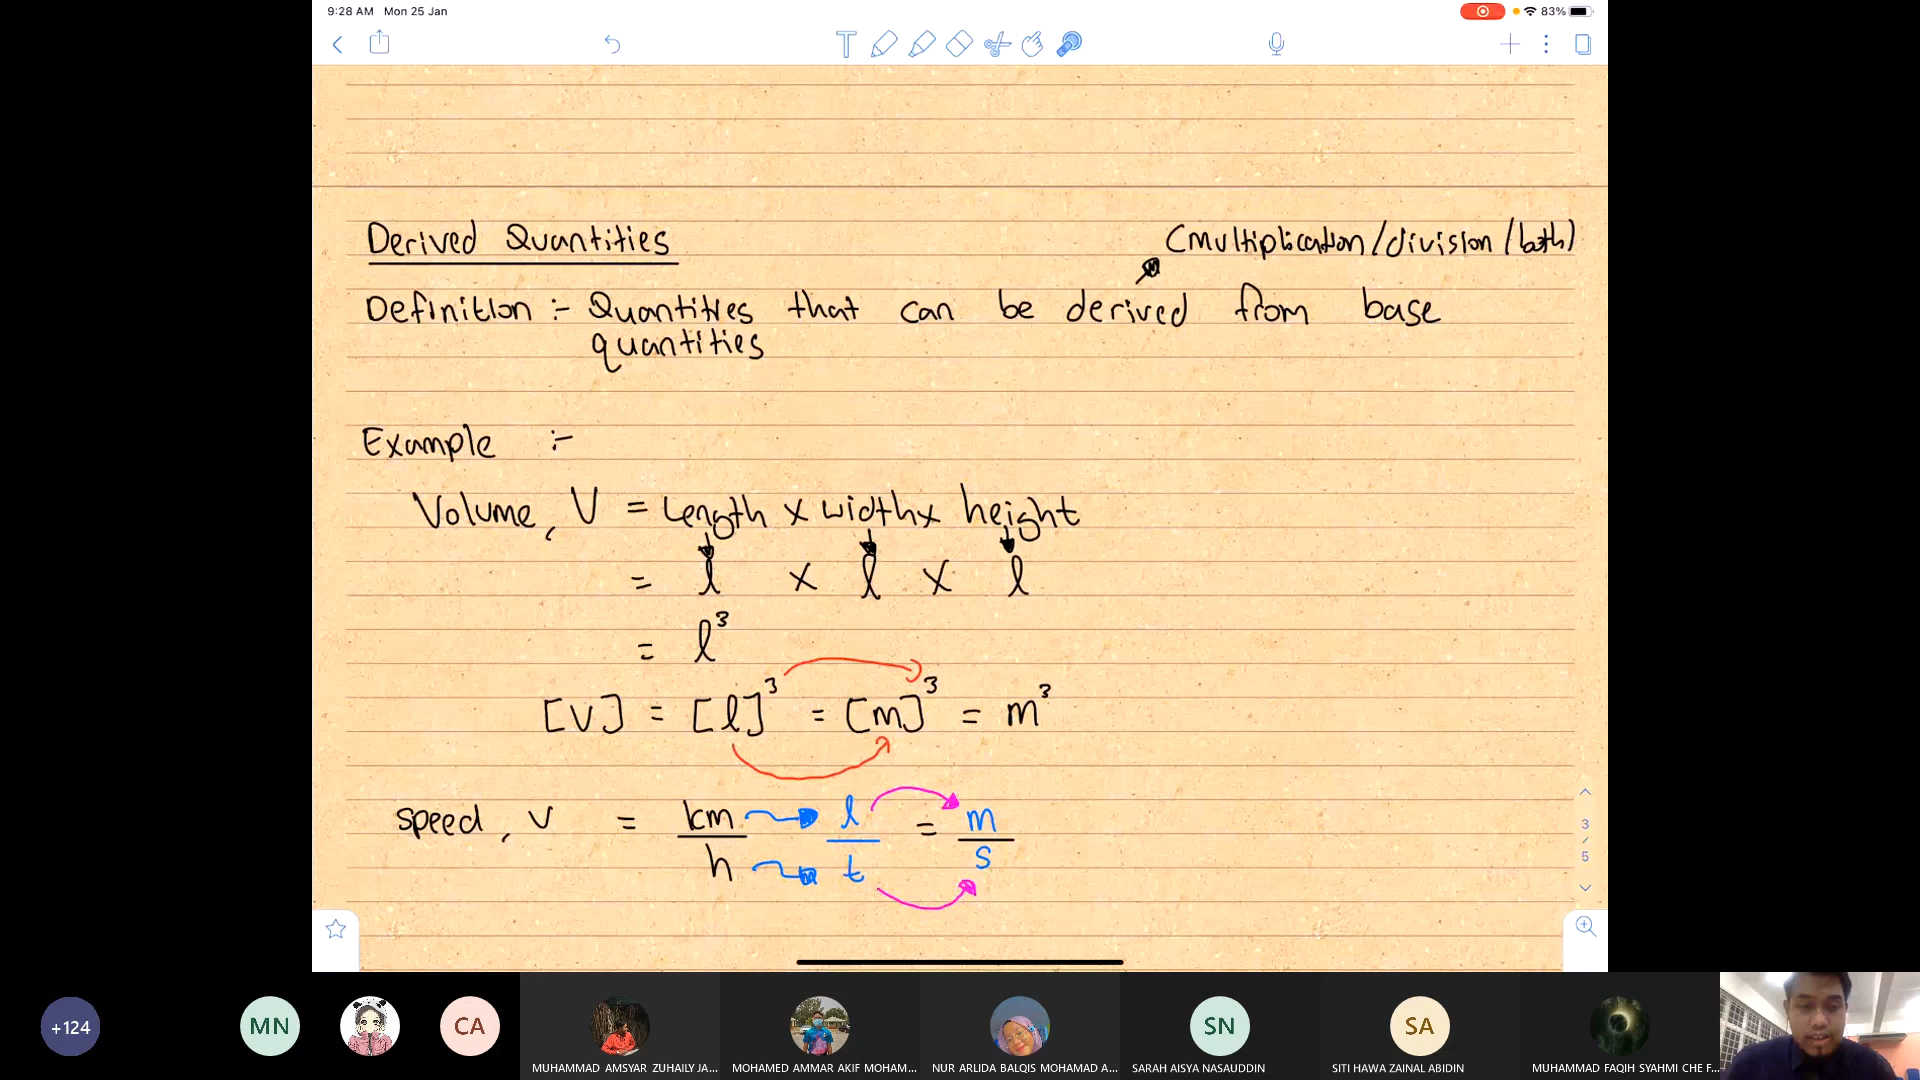 9:28 AM Mon 25 Jan
83%
Derived Quantities
(multiplication/division/both)
Definition :- Quantities that can be derived from base
quantities
Example :-
Volume, V = Length x width x height
= l x l x l
= l³
[V] = [l]³ = [m]³ = m³
speed, v = km/h l/t = m/s
3
/
5
+124
MN
CA
SN
SA
MUHAMMAD AMSYAR ZUHAILY JA...
MOHAMED AMMAR AKIF MOHAM...
NUR ARLIDA BALQIS MOHAMAD A...
SARAH AISYA NASAUDDIN
SITI HAWA ZAINAL ABIDIN
MUHAMMAD FAQIH SYAHMI CHE F...